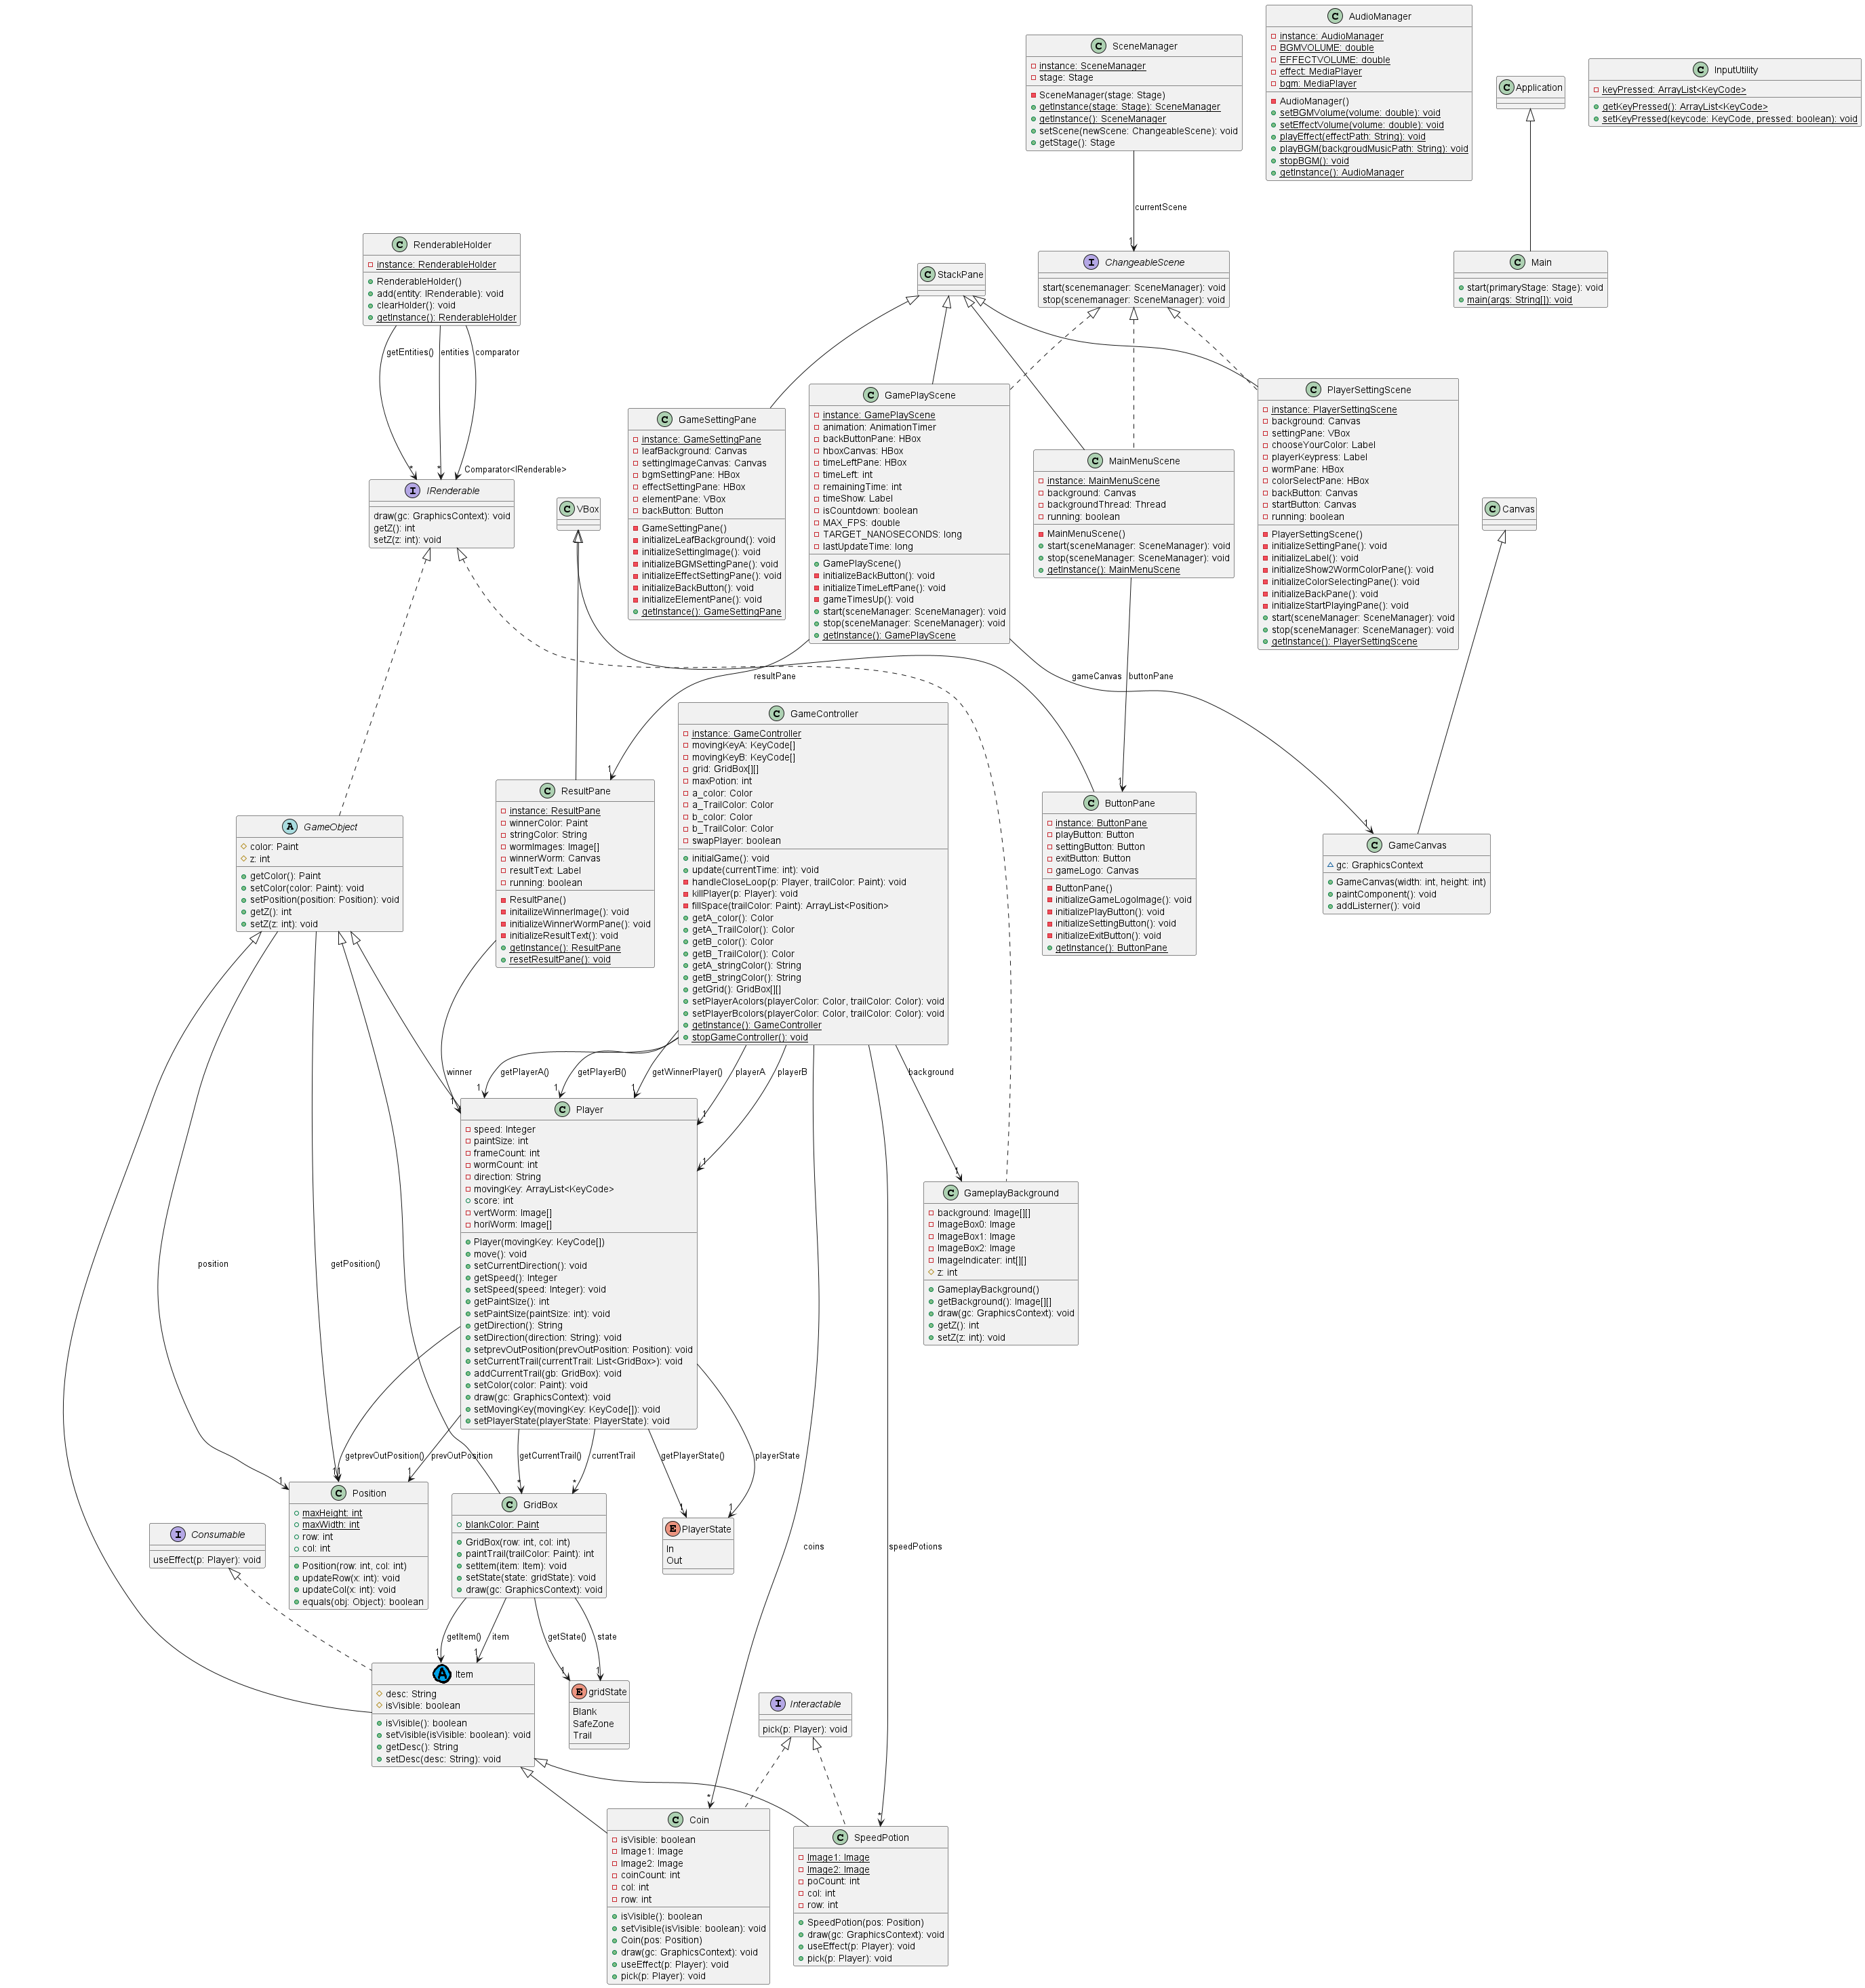 AudioManager
instance: AudioManager
BGMVOLUME: double
EFFECTVOLUME: double
effect: MediaPlayer
bgm: MediaPlayer
AudioManager()
setBGMVolume(volume: double): void
setEffectVolume(volume: double): void
playEffect(effectPath: String): void
playBGM(backgroudMusicPath: String): void
stopBGM(): void
getInstance(): AudioManager
SceneManager
instance: SceneManager
stage: Stage
SceneManager(stage: Stage)
getInstance(stage: Stage): SceneManager
getInstance(): SceneManager
setScene(newScene: ChangeableScene): void
getStage(): Stage
InputUtility
keyPressed: ArrayList<KeyCode>
getKeyPressed(): ArrayList<KeyCode>
setKeyPressed(keycode: KeyCode, pressed: boolean): void
Application
currentScene
1
RenderableHolder
instance: RenderableHolder
RenderableHolder()
add(entity: IRenderable): void
clearHolder(): void
getInstance(): RenderableHolder
StackPane
ChangeableScene
start(scenemanager: SceneManager): void
stop(scenemanager: SceneManager): void
Main
start(primaryStage: Stage): void
main(args: String[]): void
getEntities()
entities
comparator
*
*
Comparator<IRenderable>
IRenderable
draw(gc: GraphicsContext): void
getZ(): int
setZ(z: int): void
VBox
GameSettingPane
instance: GameSettingPane
leafBackground: Canvas
settingImageCanvas: Canvas
bgmSettingPane: HBox
effectSettingPane: HBox
elementPane: VBox
backButton: Button
GameSettingPane()
initializeLeafBackground(): void
initializeSettingImage(): void
initializeBGMSettingPane(): void
initializeEffectSettingPane(): void
initializeBackButton(): void
initializeElementPane(): void
getInstance(): GameSettingPane
GamePlayScene
instance: GamePlayScene
animation: AnimationTimer
backButtonPane: HBox
hboxCanvas: HBox
timeLeftPane: HBox
timeLeft: int
remainingTime: int
timeShow: Label
isCountdown: boolean
MAX_FPS: double
TARGET_NANOSECONDS: long
lastUpdateTime: long
GamePlayScene()
initializeBackButton(): void
initializeTimeLeftPane(): void
gameTimesUp(): void
start(sceneManager: SceneManager): void
stop(sceneManager: SceneManager): void
getInstance(): GamePlayScene
MainMenuScene
instance: MainMenuScene
background: Canvas
backgroundThread: Thread
running: boolean
MainMenuScene()
start(sceneManager: SceneManager): void
stop(sceneManager: SceneManager): void
getInstance(): MainMenuScene
PlayerSettingScene
instance: PlayerSettingScene
background: Canvas
settingPane: VBox
chooseYourColor: Label
playerKeypress: Label
wormPane: HBox
colorSelectPane: HBox
backButton: Canvas
startButton: Canvas
running: boolean
PlayerSettingScene()
initializeSettingPane(): void
initializeLabel(): void
initializeShow2WormColorPane(): void
initializeColorSelectingPane(): void
initializeBackPane(): void
initializeStartPlayingPane(): void
start(sceneManager: SceneManager): void
stop(sceneManager: SceneManager): void
getInstance(): PlayerSettingScene
Canvas
resultPane
gameCanvas
buttonPane
1
1
1
GameController
instance: GameController
movingKeyA: KeyCode[]
movingKeyB: KeyCode[]
grid: GridBox[][]
maxPotion: int
a_color: Color
a_TrailColor: Color
b_color: Color
b_TrailColor: Color
swapPlayer: boolean
initialGame(): void
update(currentTime: int): void
handleCloseLoop(p: Player, trailColor: Paint): void
killPlayer(p: Player): void
fillSpace(trailColor: Paint): ArrayList<Position>
getA_color(): Color
getA_TrailColor(): Color
getB_color(): Color
getB_TrailColor(): Color
getA_stringColor(): String
getB_stringColor(): String
getGrid(): GridBox[][]
setPlayerAcolors(playerColor: Color, trailColor: Color): void
setPlayerBcolors(playerColor: Color, trailColor: Color): void
getInstance(): GameController
stopGameController(): void
ResultPane
instance: ResultPane
winnerColor: Paint
stringColor: String
wormImages: Image[]
winnerWorm: Canvas
resultText: Label
running: boolean
ResultPane()
initailizeWinnerImage(): void
initializeWinnerWormPane(): void
initializeResultText(): void
getInstance(): ResultPane
resetResultPane(): void
ButtonPane
instance: ButtonPane
playButton: Button
settingButton: Button
exitButton: Button
gameLogo: Canvas
ButtonPane()
initializeGameLogoImage(): void
initializePlayButton(): void
initializeSettingButton(): void
initializeExitButton(): void
getInstance(): ButtonPane
GameCanvas
gc: GraphicsContext
GameCanvas(width: int, height: int)
paintComponent(): void
addListerner(): void
GameObject
color: Paint
z: int
getColor(): Paint
setColor(color: Paint): void
setPosition(position: Position): void
getZ(): int
setZ(z: int): void
winner
getPlayerA()
getPlayerB()
getWinnerPlayer()
playerA
playerB
background
1
1
1
1
1
1
1
Player
speed: Integer
paintSize: int
frameCount: int
wormCount: int
direction: String
movingKey: ArrayList<KeyCode>
score: int
vertWorm: Image[]
horiWorm: Image[]
Player(movingKey: KeyCode[])
move(): void
setCurrentDirection(): void
getSpeed(): Integer
setSpeed(speed: Integer): void
getPaintSize(): int
setPaintSize(paintSize: int): void
getDirection(): String
setDirection(direction: String): void
setprevOutPosition(prevOutPosition: Position): void
setCurrentTrail(currentTrail: List<GridBox>): void
addCurrentTrail(gb: GridBox): void
setColor(color: Paint): void
draw(gc: GraphicsContext): void
setMovingKey(movingKey: KeyCode[]): void
setPlayerState(playerState: PlayerState): void
GameplayBackground
background: Image[][]
ImageBox0: Image
ImageBox1: Image
ImageBox2: Image
ImageIndicater: int[][]
z: int
GameplayBackground()
getBackground(): Image[][]
draw(gc: GraphicsContext): void
getZ(): int
setZ(z: int): void
position
getPosition()
getprevOutPosition()
prevOutPosition
getCurrentTrail()
currentTrail
getPlayerState()
playerState
1
1
1
1
*
*
1
1
Position
maxHeight: int
maxWidth: int
row: int
col: int
Position(row: int, col: int)
updateRow(x: int): void
updateCol(x: int): void
equals(obj: Object): boolean
GridBox
blankColor: Paint
GridBox(row: int, col: int)
paintTrail(trailColor: Paint): int
setItem(item: Item): void
setState(state: gridState): void
draw(gc: GraphicsContext): void
PlayerState
In
Out
Consumable
useEffect(p: Player): void
coins
speedPotions
getItem()
item
getState()
state
1
1
1
1
Item
desc: String
isVisible: boolean
isVisible(): boolean
setVisible(isVisible: boolean): void
getDesc(): String
setDesc(desc: String): void
gridState
Blank
SafeZone
Trail
Interactable
pick(p: Player): void
*
*
Coin
isVisible: boolean
Image1: Image
Image2: Image
coinCount: int
col: int
row: int
isVisible(): boolean
setVisible(isVisible: boolean): void
Coin(pos: Position)
draw(gc: GraphicsContext): void
useEffect(p: Player): void
pick(p: Player): void
SpeedPotion
Image1: Image
Image2: Image
poCount: int
col: int
row: int
SpeedPotion(pos: Position)
draw(gc: GraphicsContext): void
useEffect(p: Player): void
pick(p: Player): void